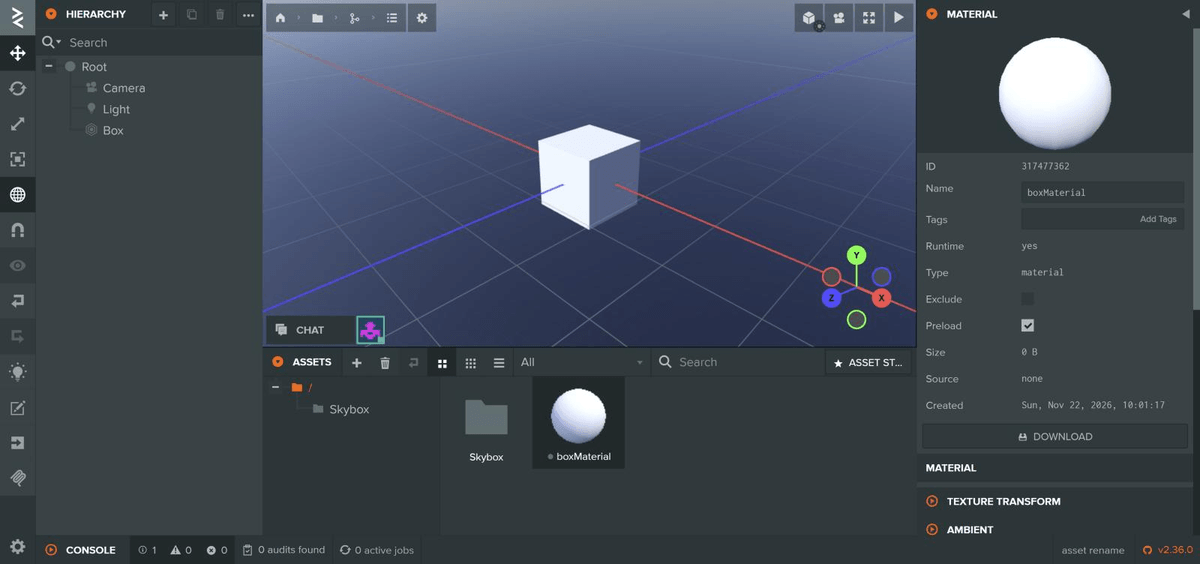 HIERARCHY
Search
Root
Camera
Light
Box
Y
Z
X
CHAT
ASSETS
All
Search
ASSET ST...
/
Skybox
Skybox
boxMaterial
MATERIAL
ID 317477362
Name boxMaterial
Tags Add Tags
Runtime yes
Type material
Exclude
Preload
Size 0 B
Source none
Created Sun, Nov 22, 2026, 10:01:17
DOWNLOAD
MATERIAL
TEXTURE TRANSFORM
AMBIENT
CONSOLE 1 0 0 0 audits found 0 active jobs
asset rename v2.36.0